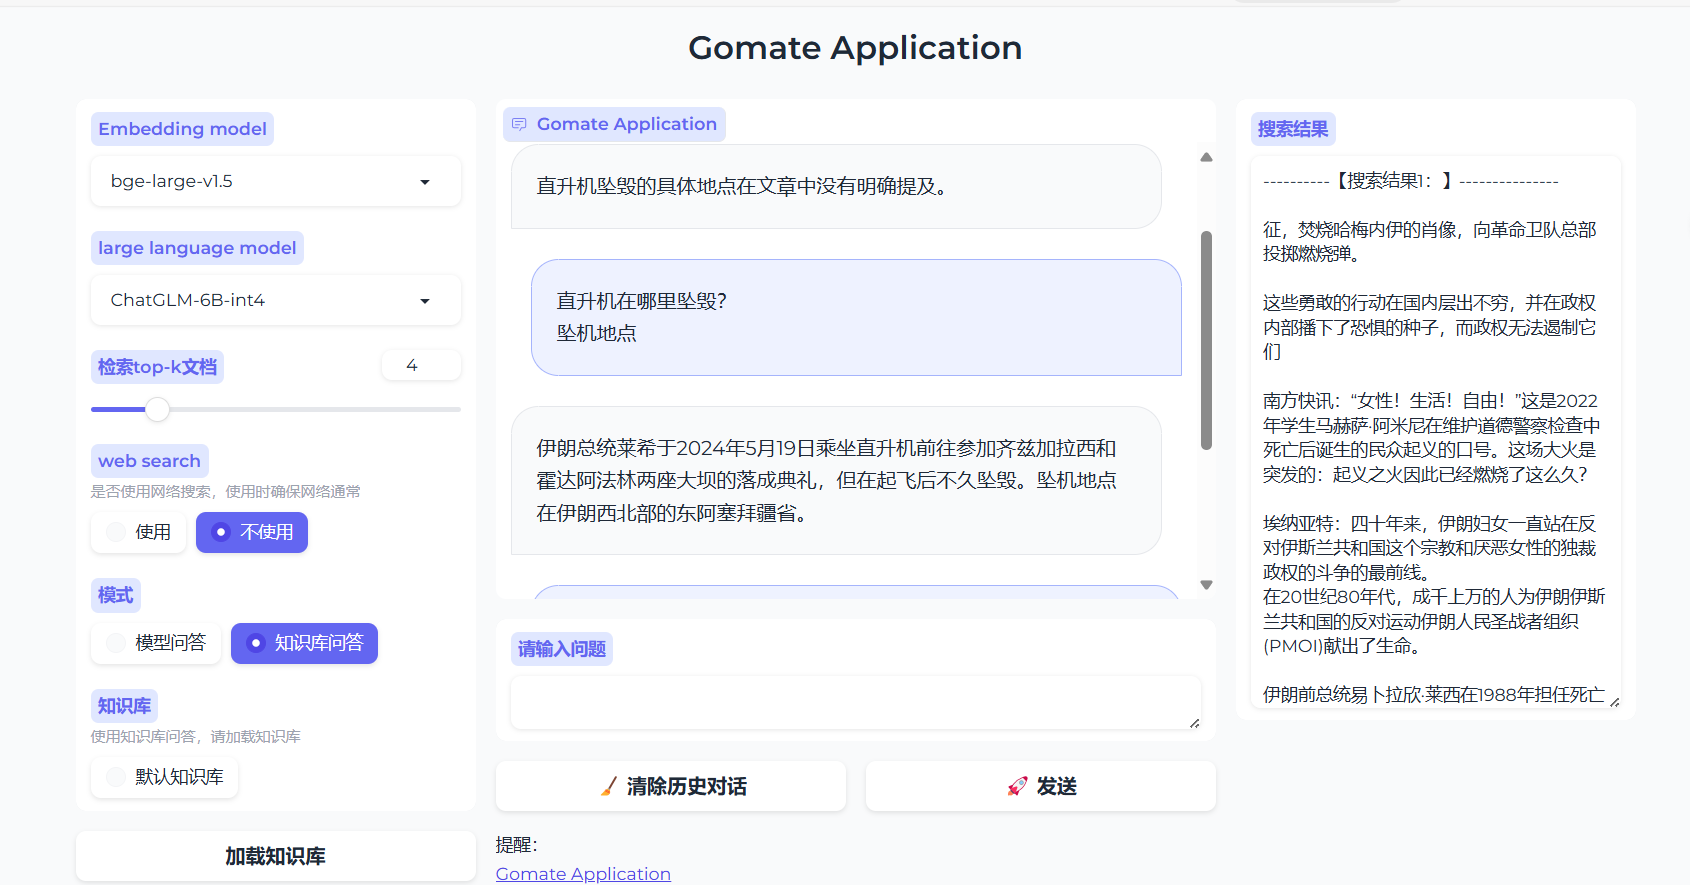 Gomate Application
Embedding model
bge-large-v1.5
large language model
ChatGLM-6B-int4
检索top-k文档
4
web search
是否使用网络搜索，使用时确保网络通常
使用
不使用
模式
模型问答
知识库问答
知识库
使用知识库问答，请加载知识库
默认知识库
加载知识库
Gomate Application
直升机坠毁的具体地点在文章中没有明确提及。
直升机在哪里坠毁？
坠机地点
伊朗总统莱希于2024年5月19日乘坐直升机前往参加齐兹加拉西和
霍达阿法林两座大坝的落成典礼，但在起飞后不久坠毁。坠机地点
在伊朗西北部的东阿塞拜疆省。
请输入问题
清除历史对话
发送
提醒：
Gomate Application
搜索结果
----------【搜索结果1：】---------------
征，焚烧哈梅内伊的肖像，向革命卫队总部
投掷燃烧弹。
这些勇敢的行动在国内层出不穷，并在政权
内部播下了恐惧的种子，而政权无法遏制它
们
南方快讯：“女性！生活！自由！”这是2022
年学生马赫萨·阿米尼在维护道德警察检查中
死亡后诞生的民众起义的口号。这场大火是
突发的：起义之火因此已经燃烧了这么久？
埃纳亚特：四十年来，伊朗妇女一直站在反
对伊斯兰共和国这个宗教和厌恶女性的独裁
政权的斗争的最前线。
在20世纪80年代，成千上万的人为伊朗伊斯
兰共和国的反对运动伊朗人民圣战者组织
(PMOI)献出了生命。
伊朗前总统易卜拉欣·莱西在1988年担任死亡